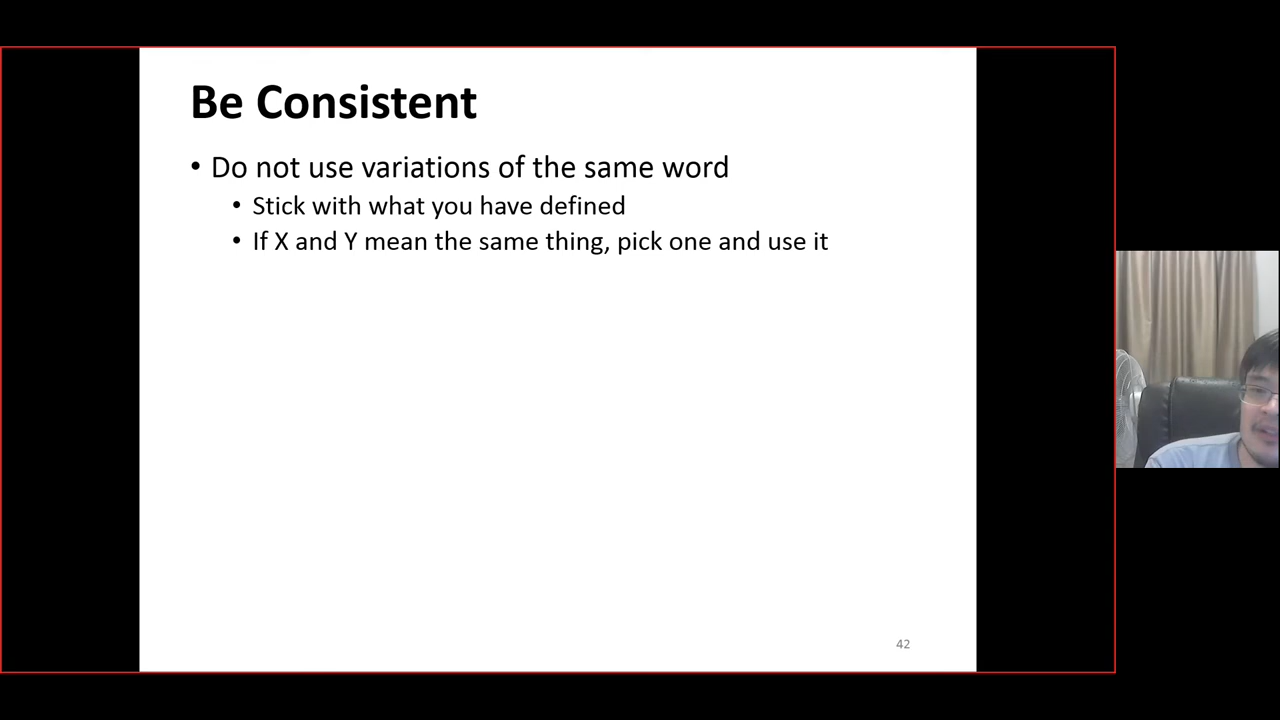 Be Consistent
• Do not use variations of the same word
• Stick with what you have defined
• If X and Y mean the same thing, pick one and use it
42